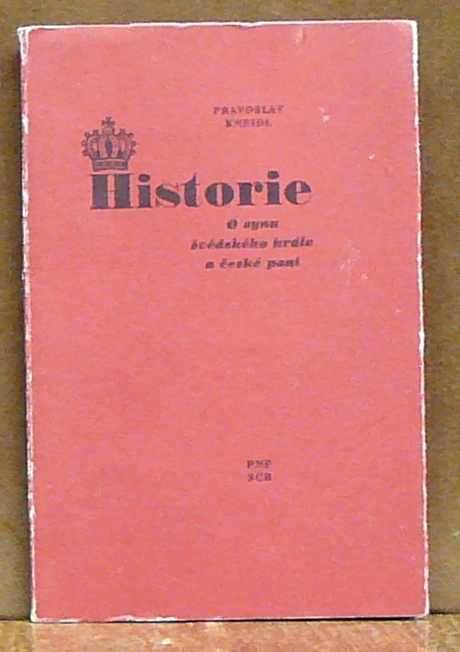 PRAVOSLAV
KNEIDL
Historie
O synu
švédského krále
a české paní
PNP
SČB